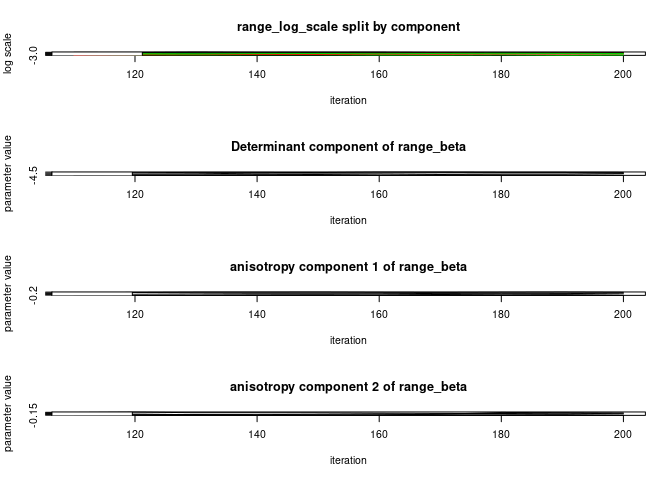 range_log_scale split by component
log scale
-3.0
120 140 160 180 200
iteration
Determinant component of range_beta
parameter value
-4.5
120 140 160 180 200
iteration
anisotropy component 1 of range_beta
parameter value
-0.2
120 140 160 180 200
iteration
anisotropy component 2 of range_beta
parameter value
-0.15
120 140 160 180 200
iteration